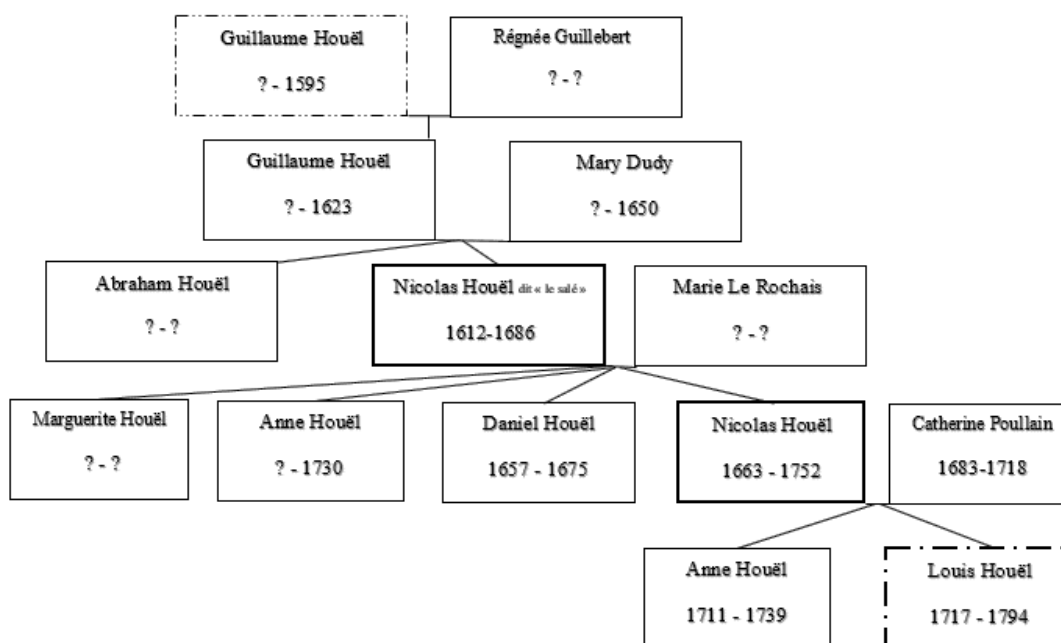 Guillaume Houël
? - 1595
Régnée Guillebert
? - ?
Guillaume Houël
? - 1623
Mary Dudy
? - 1650
Abraham Houël
? - ?
Nicolas Houël dit « le salé »
1612-1686
Marie Le Rochais
? - ?
Marguerite Houël
? - ?
Anne Houël
? - 1730
Daniel Houël
1657 - 1675
Nicolas Houël
1663 - 1752
Catherine Poullain
1683-1718
Anne Houël
1711 - 1739
Louis Houël
1717 - 1794